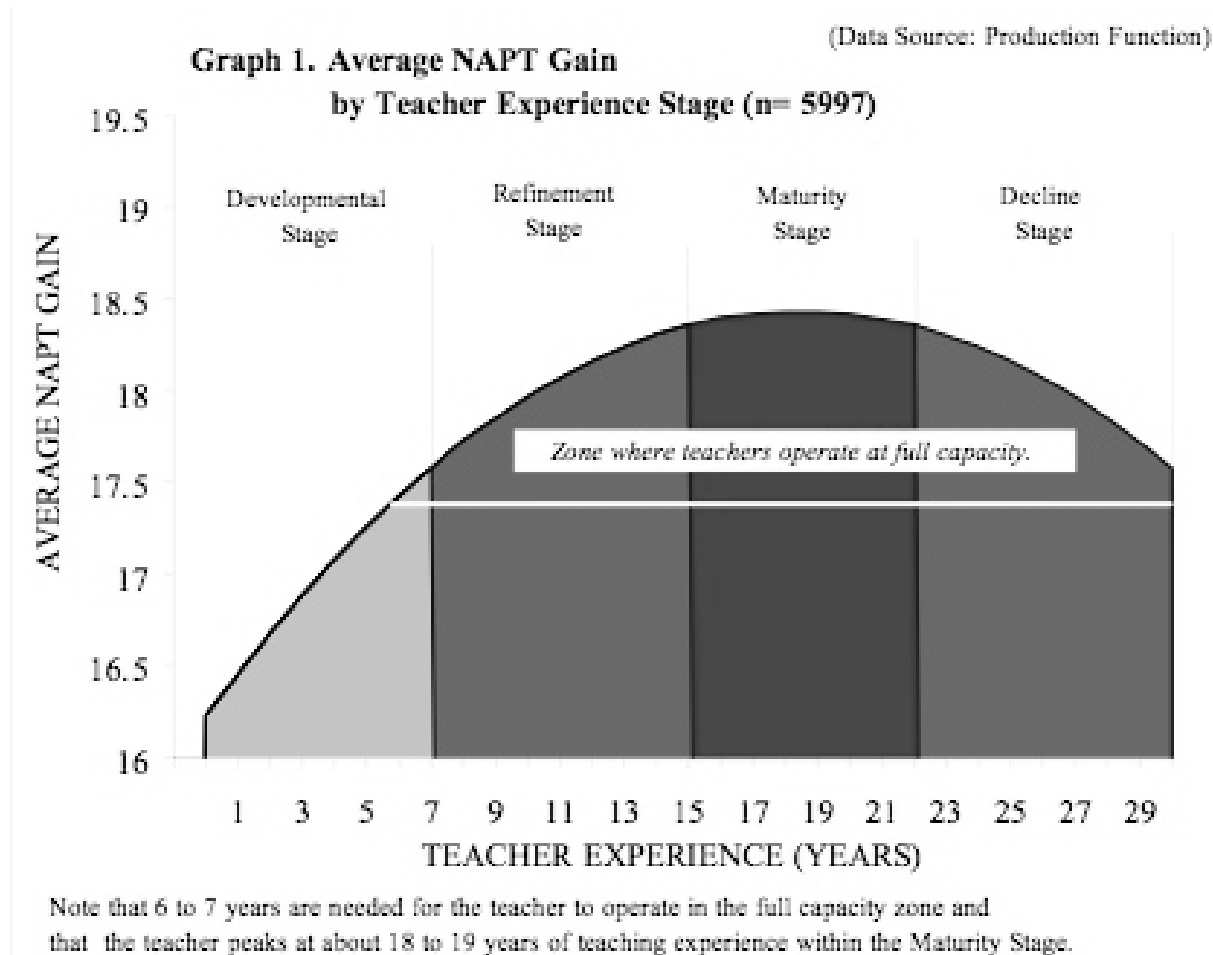 (Data Source: Production Function)
Graph 1. Average NAPT Gain
by Teacher Experience Stage (n= 5997)
19.5
19
18.5
18
17.5
17
16.5
16
AVERAGE NAPT GAIN
Developmental
Stage
Refinement
Stage
Maturity
Stage
Decline
Stage
Zone where teachers operate at full capacity.
1 3 5 7 9 11 13 15 17 19 21 23 25 27 29
TEACHER EXPERIENCE (YEARS)
Note that 6 to 7 years are needed for the teacher to operate in the full capacity zone and
that the teacher peaks at about 18 to 19 years of teaching experience within the Maturity Stage.